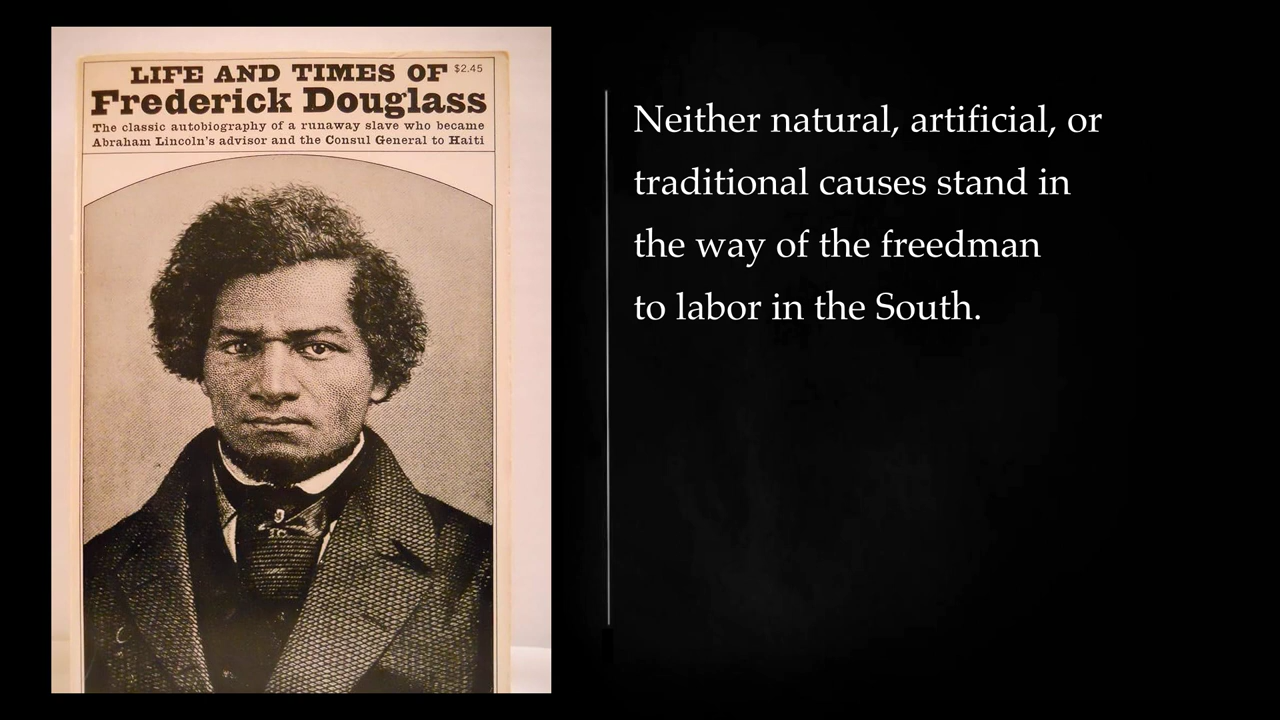 LIFE AND TIMES OF $2.45
Frederick Douglass
The classic autobiography of a runaway slave who became
Abraham Lincoln's advisor and the Consul General to Haiti
Neither natural, artificial, or
traditional causes stand in
the way of the freedman
to labor in the South.